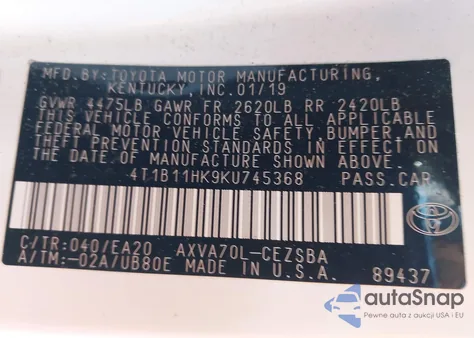 MFD.BY:TOYOTA MOTOR MANUFACTURING,
KENTUCKY, INC.01/19
GVWR 4475LB GAWR FR 2620LB RR 2420LB
THIS VEHICLE CONFORMS TO ALL APPLICABLE
FEDERAL MOTOR VEHICLE SAFETY,BUMPER AND
THEFT PREVENTION STANDARDS IN EFFECT ON
THE DATE OF MANUFACTURE SHOWN ABOVE.
4T1B11HK9KU745368 PASS.CAR
C/TR:040/EA20 AXVA70L-CEZSBA
A/TM:-02A/UB80E MADE IN U.S.A. 89437
autoSnap
Pewne auta z aukcji USA i EU